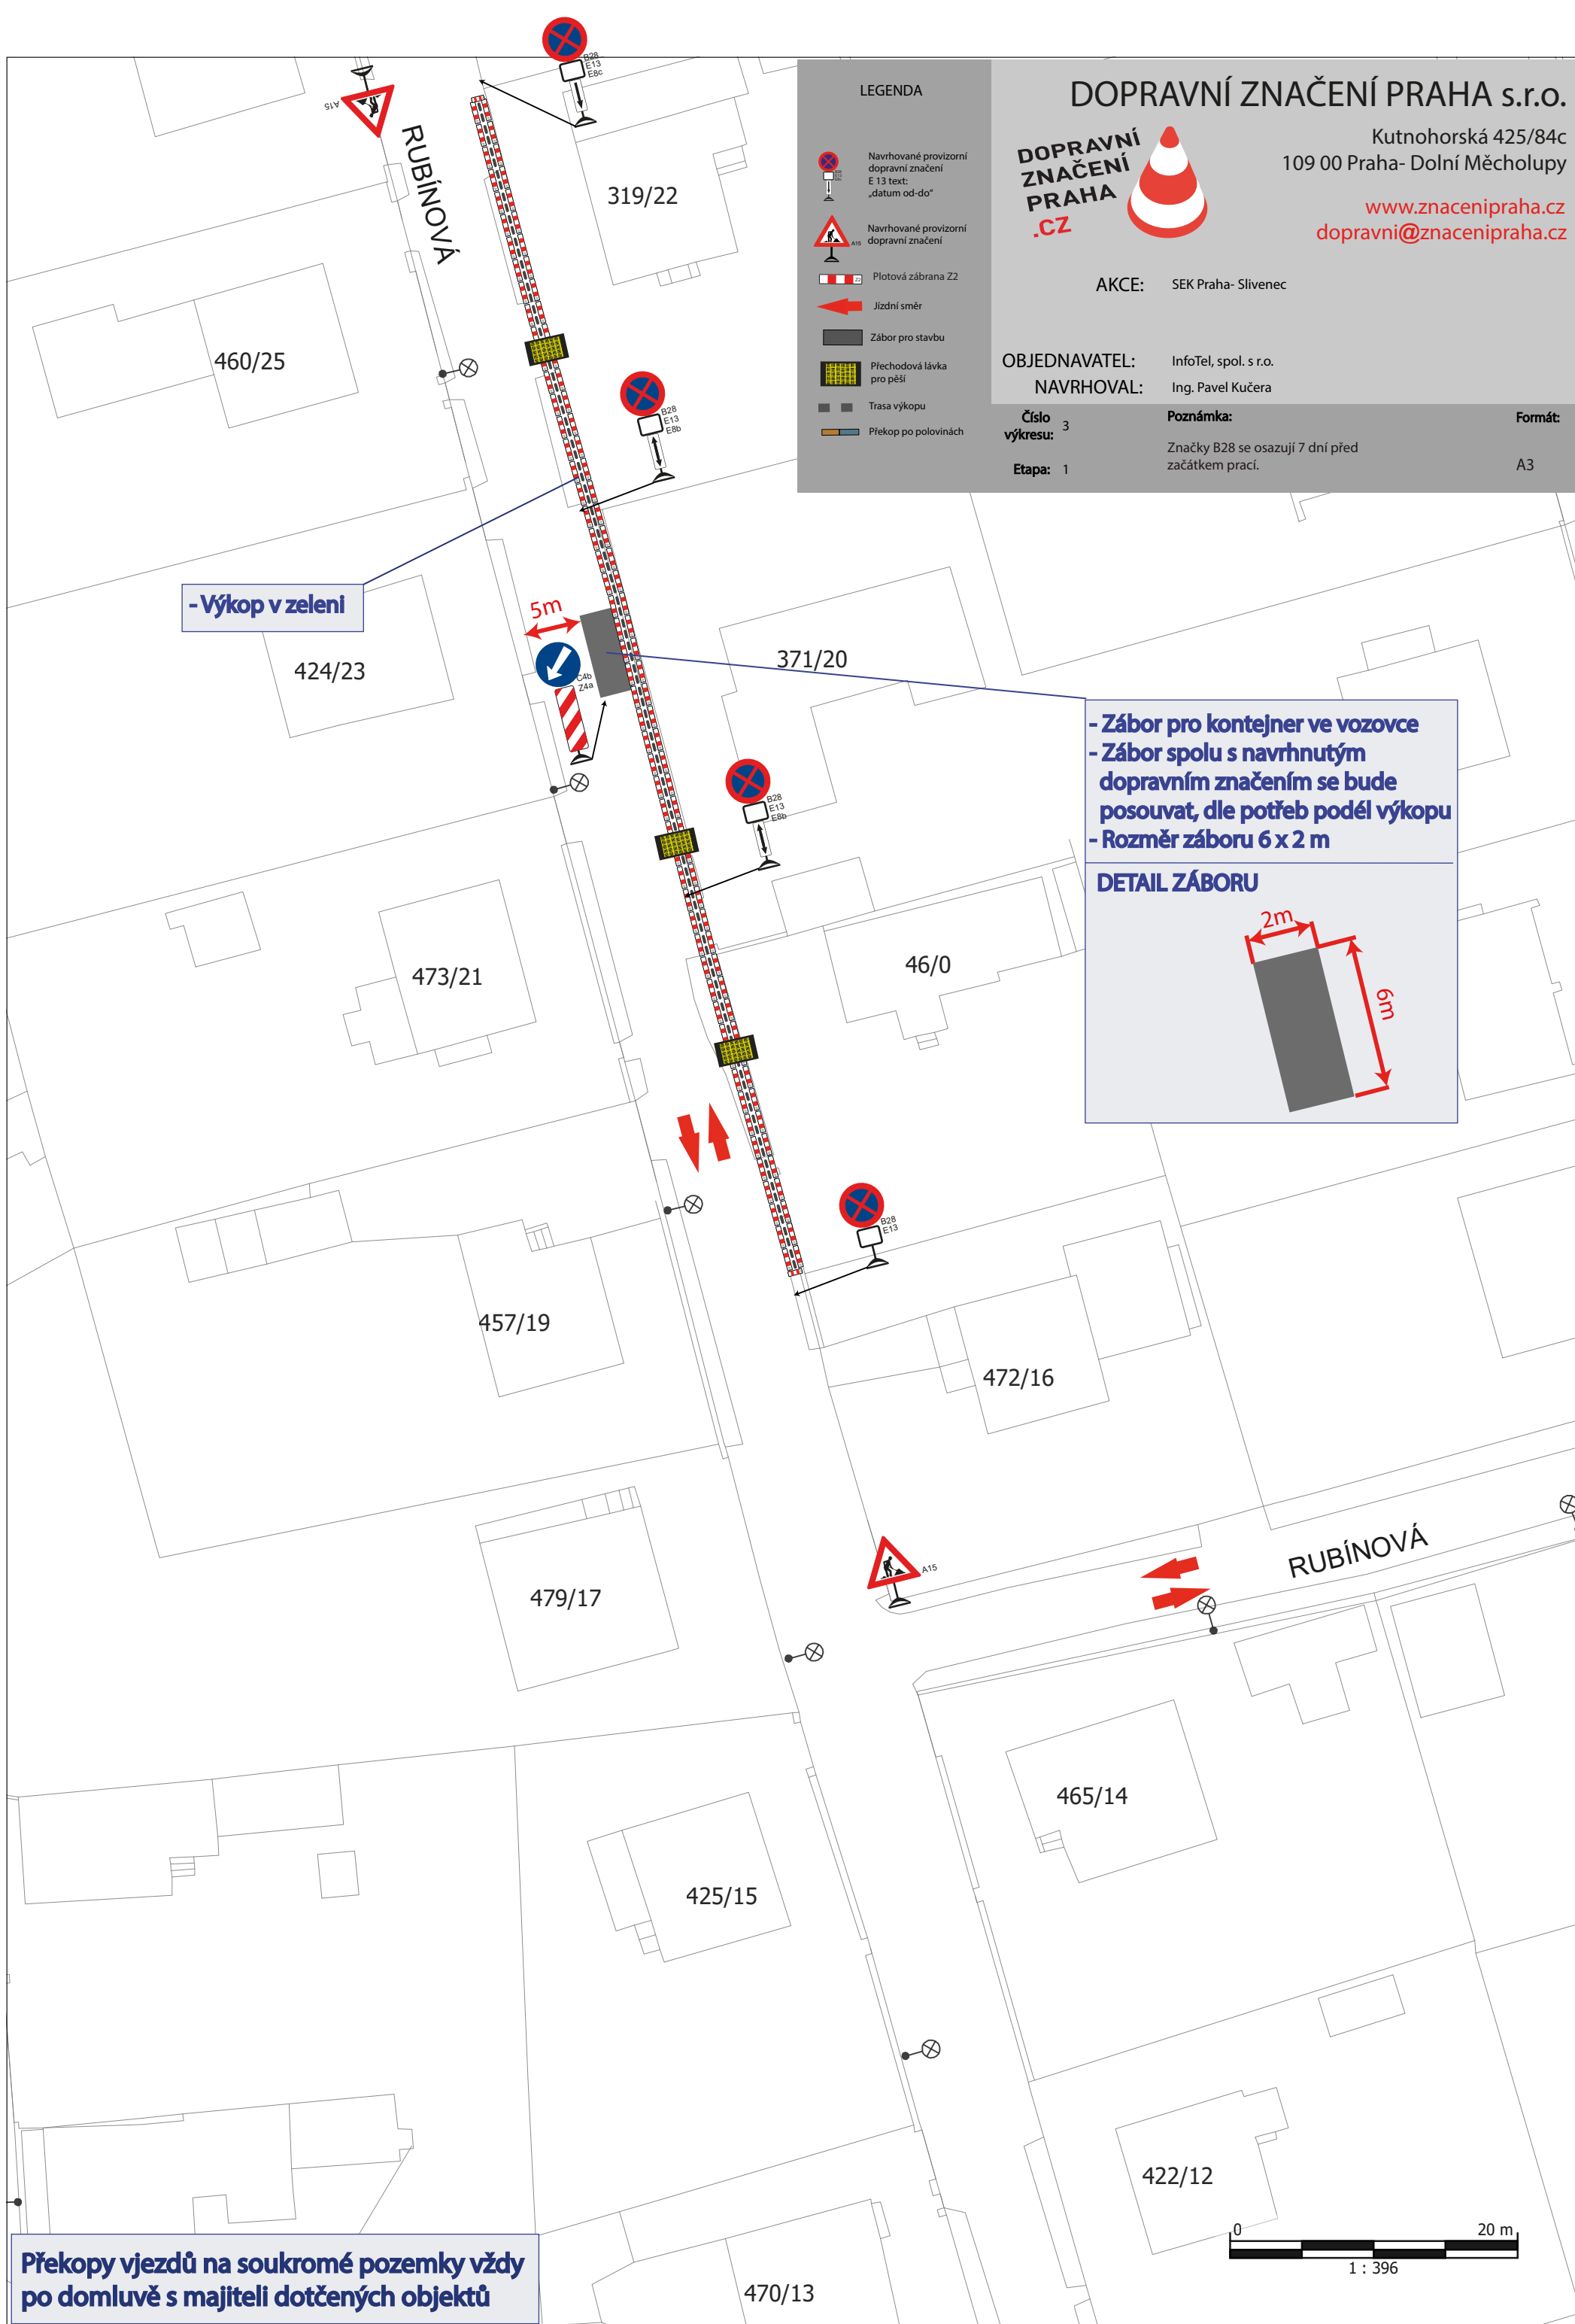 LEGENDA
Navrhované provizorní
dopravní značení
E 13 text:
„datum od-do“
Navrhované provizorní
dopravní značení
A15
Plotová zábrana Z2
Z2
Jízdní směr
Zábor pro stavbu
Přechodová lávka
pro pěší
Trasa výkopu
Překop po polovinách
DOPRAVNÍ ZNAČENÍ PRAHA s.r.o.
DOPRAVNÍ
ZNAČENÍ
PRAHA
.CZ
Kutnohorská 425/84c
109 00 Praha- Dolní Měcholupy
www.znacenipraha.cz
dopravni@znacenipraha.cz
AKCE: SEK Praha- Slivenec
OBJEDNAVATEL: InfoTel, spol. s r.o.
NAVRHOVAL: Ing. Pavel Kučera
Číslo
výkresu: 3
Etapa: 1
Poznámka:
Značky B28 se osazují 7 dní před
začátkem prací.
Formát:
A3
B28
E13
E8c
A15
RUBÍNOVÁ
319/22
460/25
B28
E13
E8b
- Výkop v zeleni
5m
424/23
C4b
Z4a
371/20
- Zábor pro kontejner ve vozovce
- Zábor spolu s navrhnutým
dopravním značením se bude
posouvat, dle potřeb podél výkopu
- Rozměr záboru 6 x 2 m
DETAIL ZÁBORU
2m
6m
B28
E13
E8b
473/21
46/0
B28
E13
457/19
472/16
A15
RUBÍNOVÁ
479/17
465/14
425/15
422/12
470/13
Překopy vjezdů na soukromé pozemky vždy
po domluvě s majiteli dotčených objektů
0 20 m
1 : 396